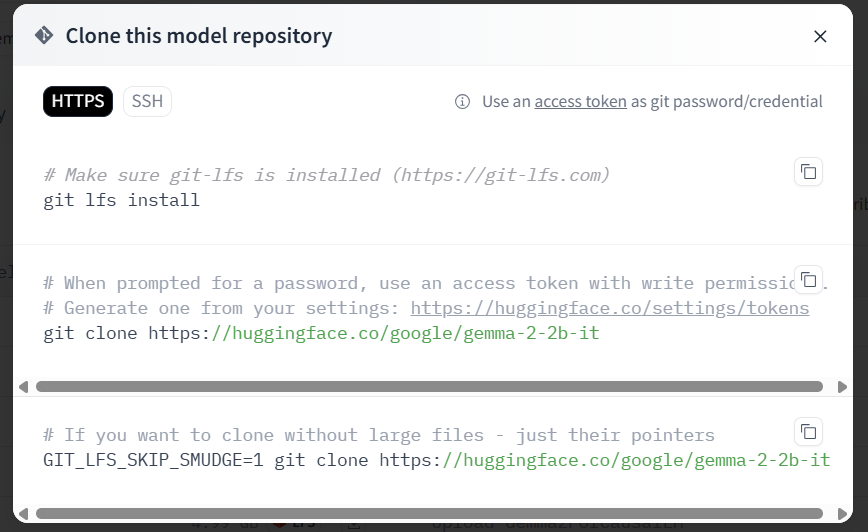 Clone this model repository
HTTPS
SSH
Use an access token as git password/credential
# Make sure git-lfs is installed (https://git-lfs.com)
git lfs install
# When prompted for a password, use an access token with write
# Generate one from your settings: https://huggingface.co/settings/tokens
git clone https://huggingface.co/google/gemma-2-2b-it
# If you want to clone without large files - just their pointers
GIT_LFS_SKIP_SMUDGE=1 git clone https://huggingface.co/google/gemma-2-2b-it